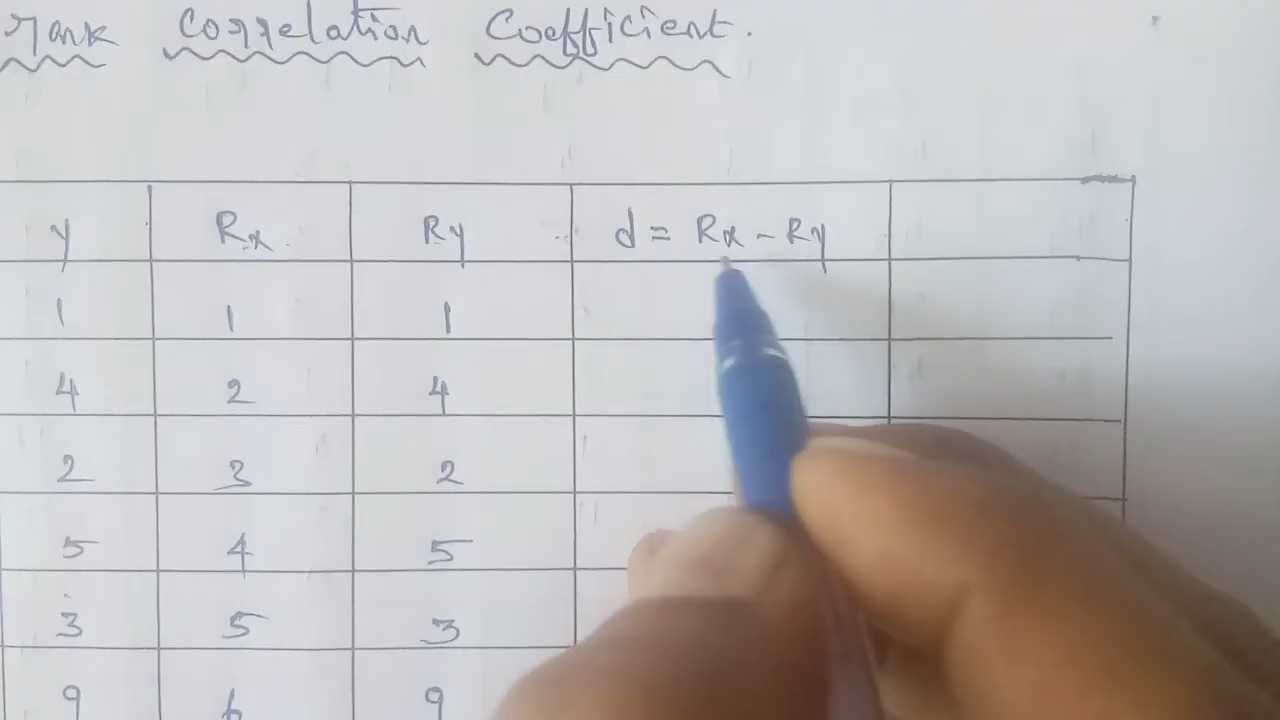 rank Correlation Coefficient.
y Rx Ry d = Rx - Ry
1 1 1
4 2 4
2 3 2
5 4 5
3 5 3
9 6 9